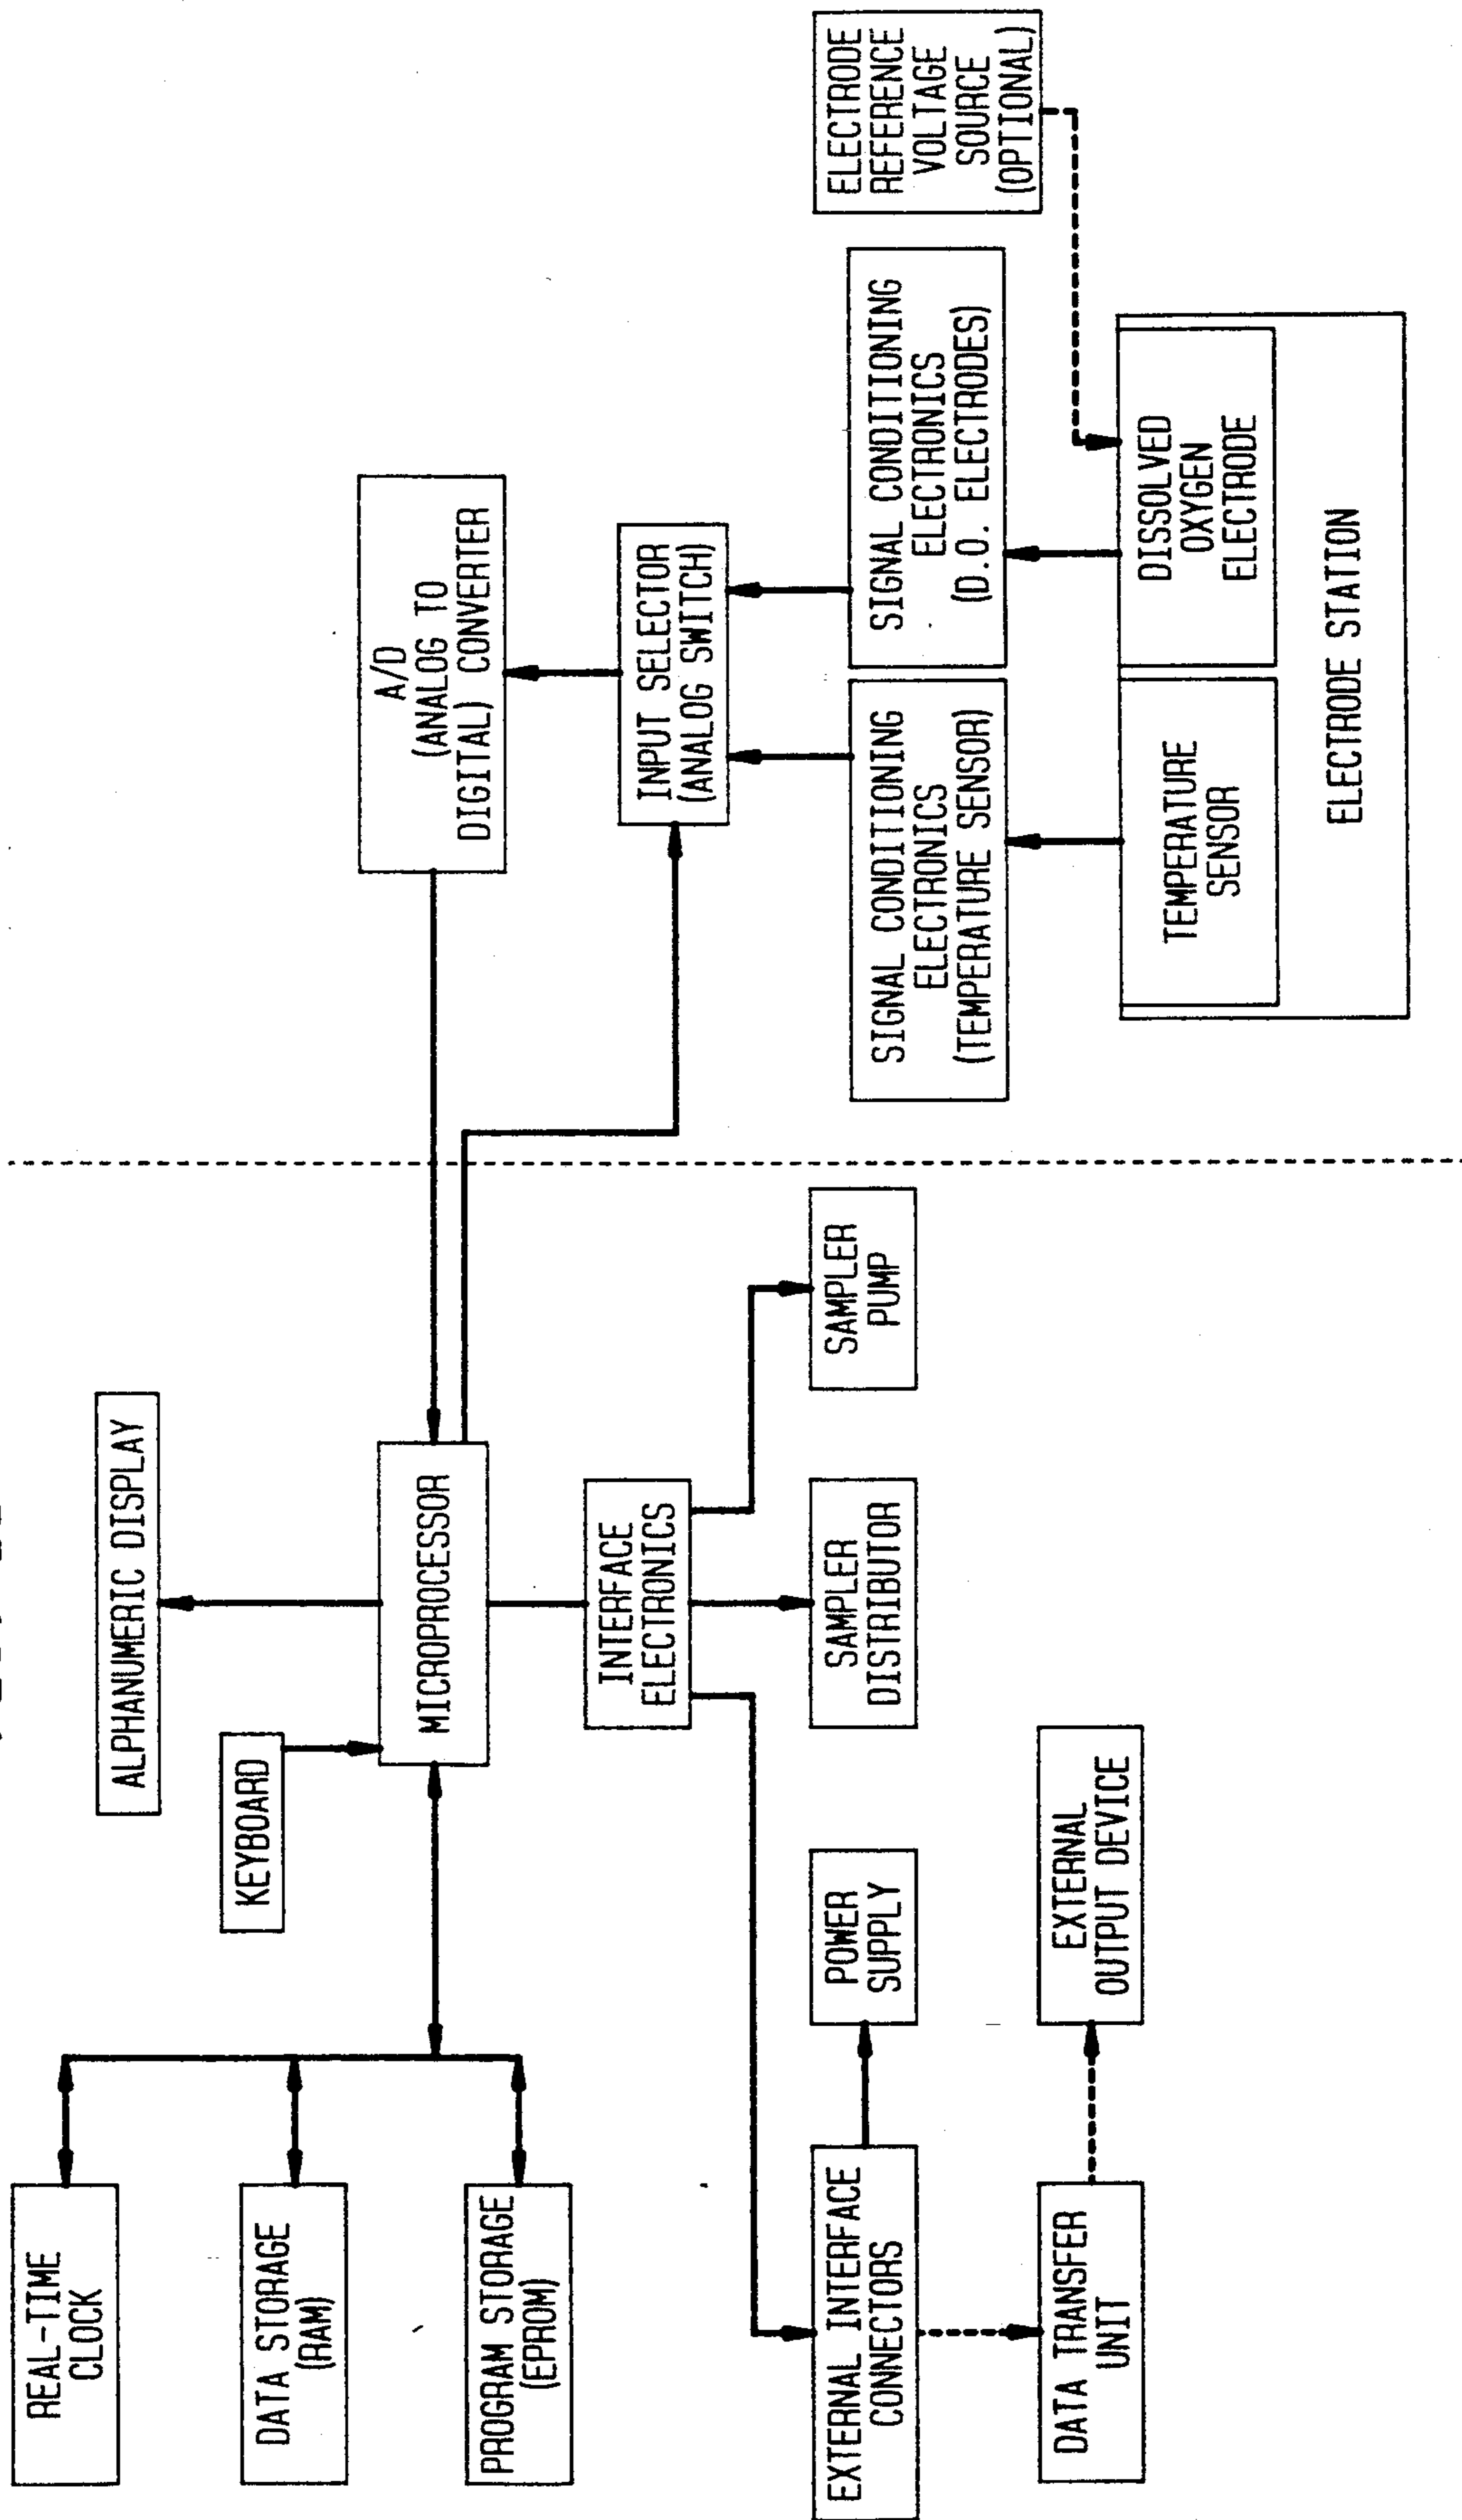 REAL-TIME
CLOCK
DATA STORAGE
(RAM)
PROGRAM STORAGE
(EPROM)
KEYBOARD
ALPHANUMERIC DISPLAY
MICROPROCESSOR
INTERFACE
ELECTRONICS
EXTERNAL INTERFACE
CONNECTORS
POWER
SUPPLY
SAMPLER
DISTRIBUTOR
SAMPLER
PUMP
DATA TRANSFER
UNIT
EXTERNAL
OUTPUT DEVICE
A/D
(ANALOG TO
DIGITAL) CONVERTER
INPUT SELECTOR
(ANALOG SWITCH)
SIGNAL CONDITIONING
ELECTRONICS
(TEMPERATURE SENSOR)
SIGNAL CONDITIONING
ELECTRONICS
(D.O. ELECTRODES)
ELECTRODE
REFERENCE
VOLTAGE
SOURCE
(OPTIONAL)
TEMPERATURE
SENSOR
DISSOLVED
OXYGEN
ELECTRODE
ELECTRODE STATION